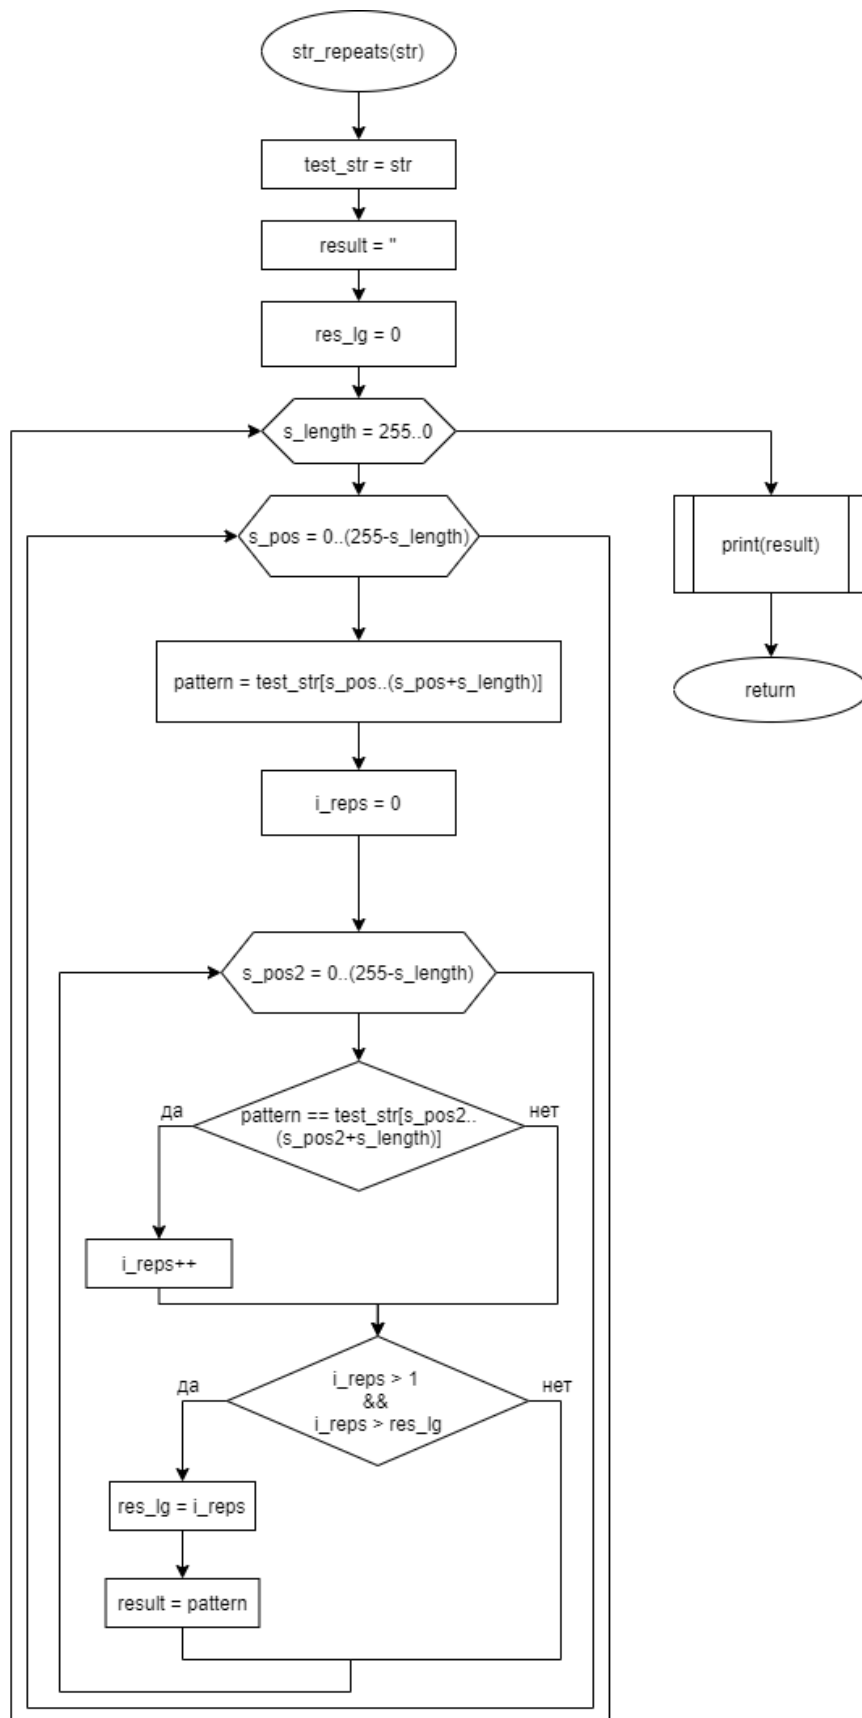 str_repeats(str)
test_str = str
result = ''
res_lg = 0
s_length = 255..0
s_pos = 0..(255-s_length)
print(result)
pattern = test_str[s_pos..(s_pos+s_length)]
return
i_reps = 0
s_pos2 = 0..(255-s_length)
да
pattern == test_str[s_pos2..
(s_pos2+s_length)]
нет
i_reps++
да
i_reps > 1
&&
i_reps > res_lg
нет
res_lg = i_reps
result = pattern